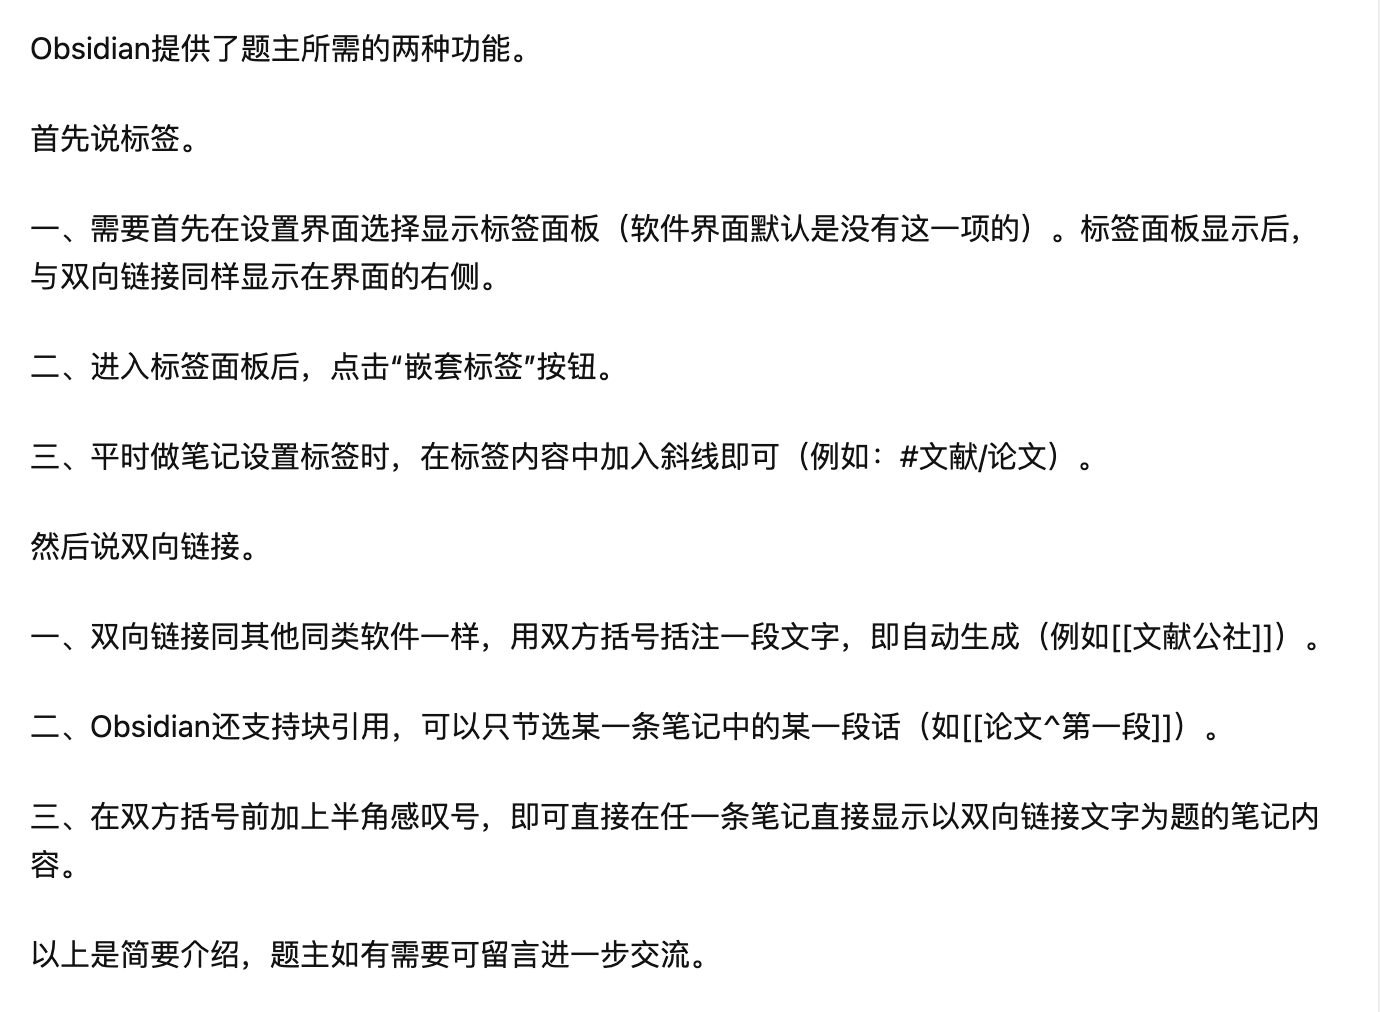 Obsidian提供了题主所需的两种功能。
首先说标签。
一、需要首先在设置界面选择显示标签面板（软件界面默认是没有这一项的）。标签面板显示后，
与双向链接同样显示在界面的右侧。
二、进入标签面板后，点击“嵌套标签”按钮。
三、平时做笔记设置标签时，在标签内容中加入斜线即可（例如：#文献/论文）。
然后说双向链接。
一、双向链接同其他同类软件一样，用双方括号括注一段文字，即自动生成（例如[[文献公社]]）。
二、Obsidian还支持块引用，可以只节选某一条笔记中的某一段话（如[[论文^第一段]]）。
三、在双方括号前加上半角感叹号，即可直接在任一条笔记直接显示以双向链接文字为题的笔记内
容。
以上是简要介绍，题主如有需要可留言进一步交流。